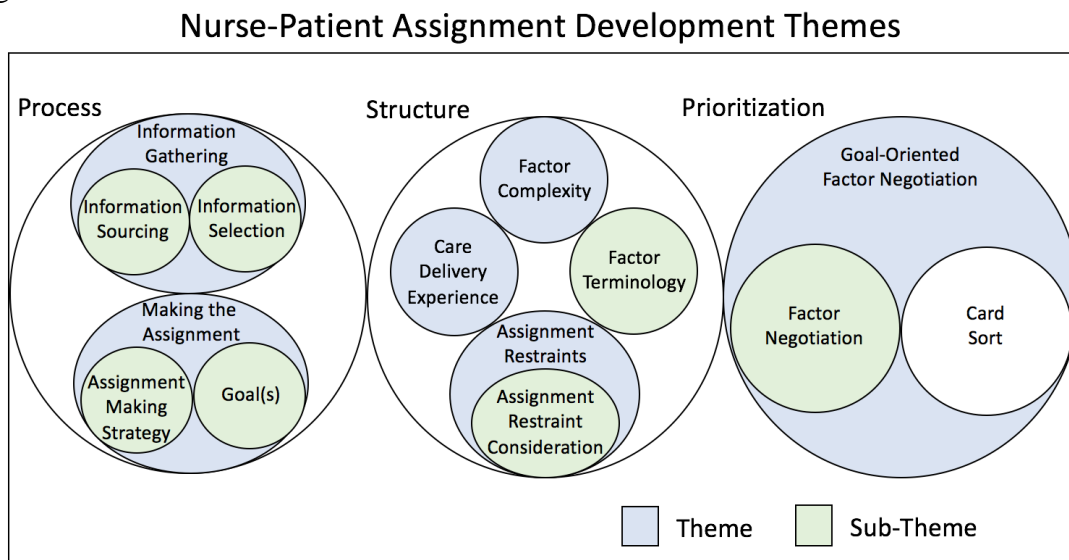 Nurse-Patient Assignment Development Themes
Process
Information
Gathering
Information
Sourcing
Information
Selection
Making the
Assignment
Assignment
Making
Strategy
Goal(s)
Structure
Factor
Complexity
Care
Delivery
Experience
Factor
Terminology
Assignment
Restraints
Assignment
Restraint
Consideration
Prioritization
Goal-Oriented
Factor Negotiation
Factor
Negotiation
Card
Sort
Theme
Sub-Theme